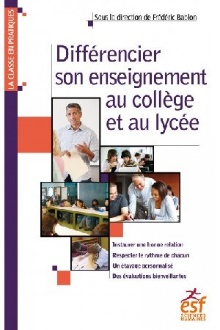 LA CLASSE EN PRATIQUES
Sous la direction de Frédéric Bablon
Différencier
son enseignement
au collège
et au lycée
Instaurer une bonne relation
Respecter le rythme de chacun
Un étayage personnalisé
Des évaluations bienveillantes
esf